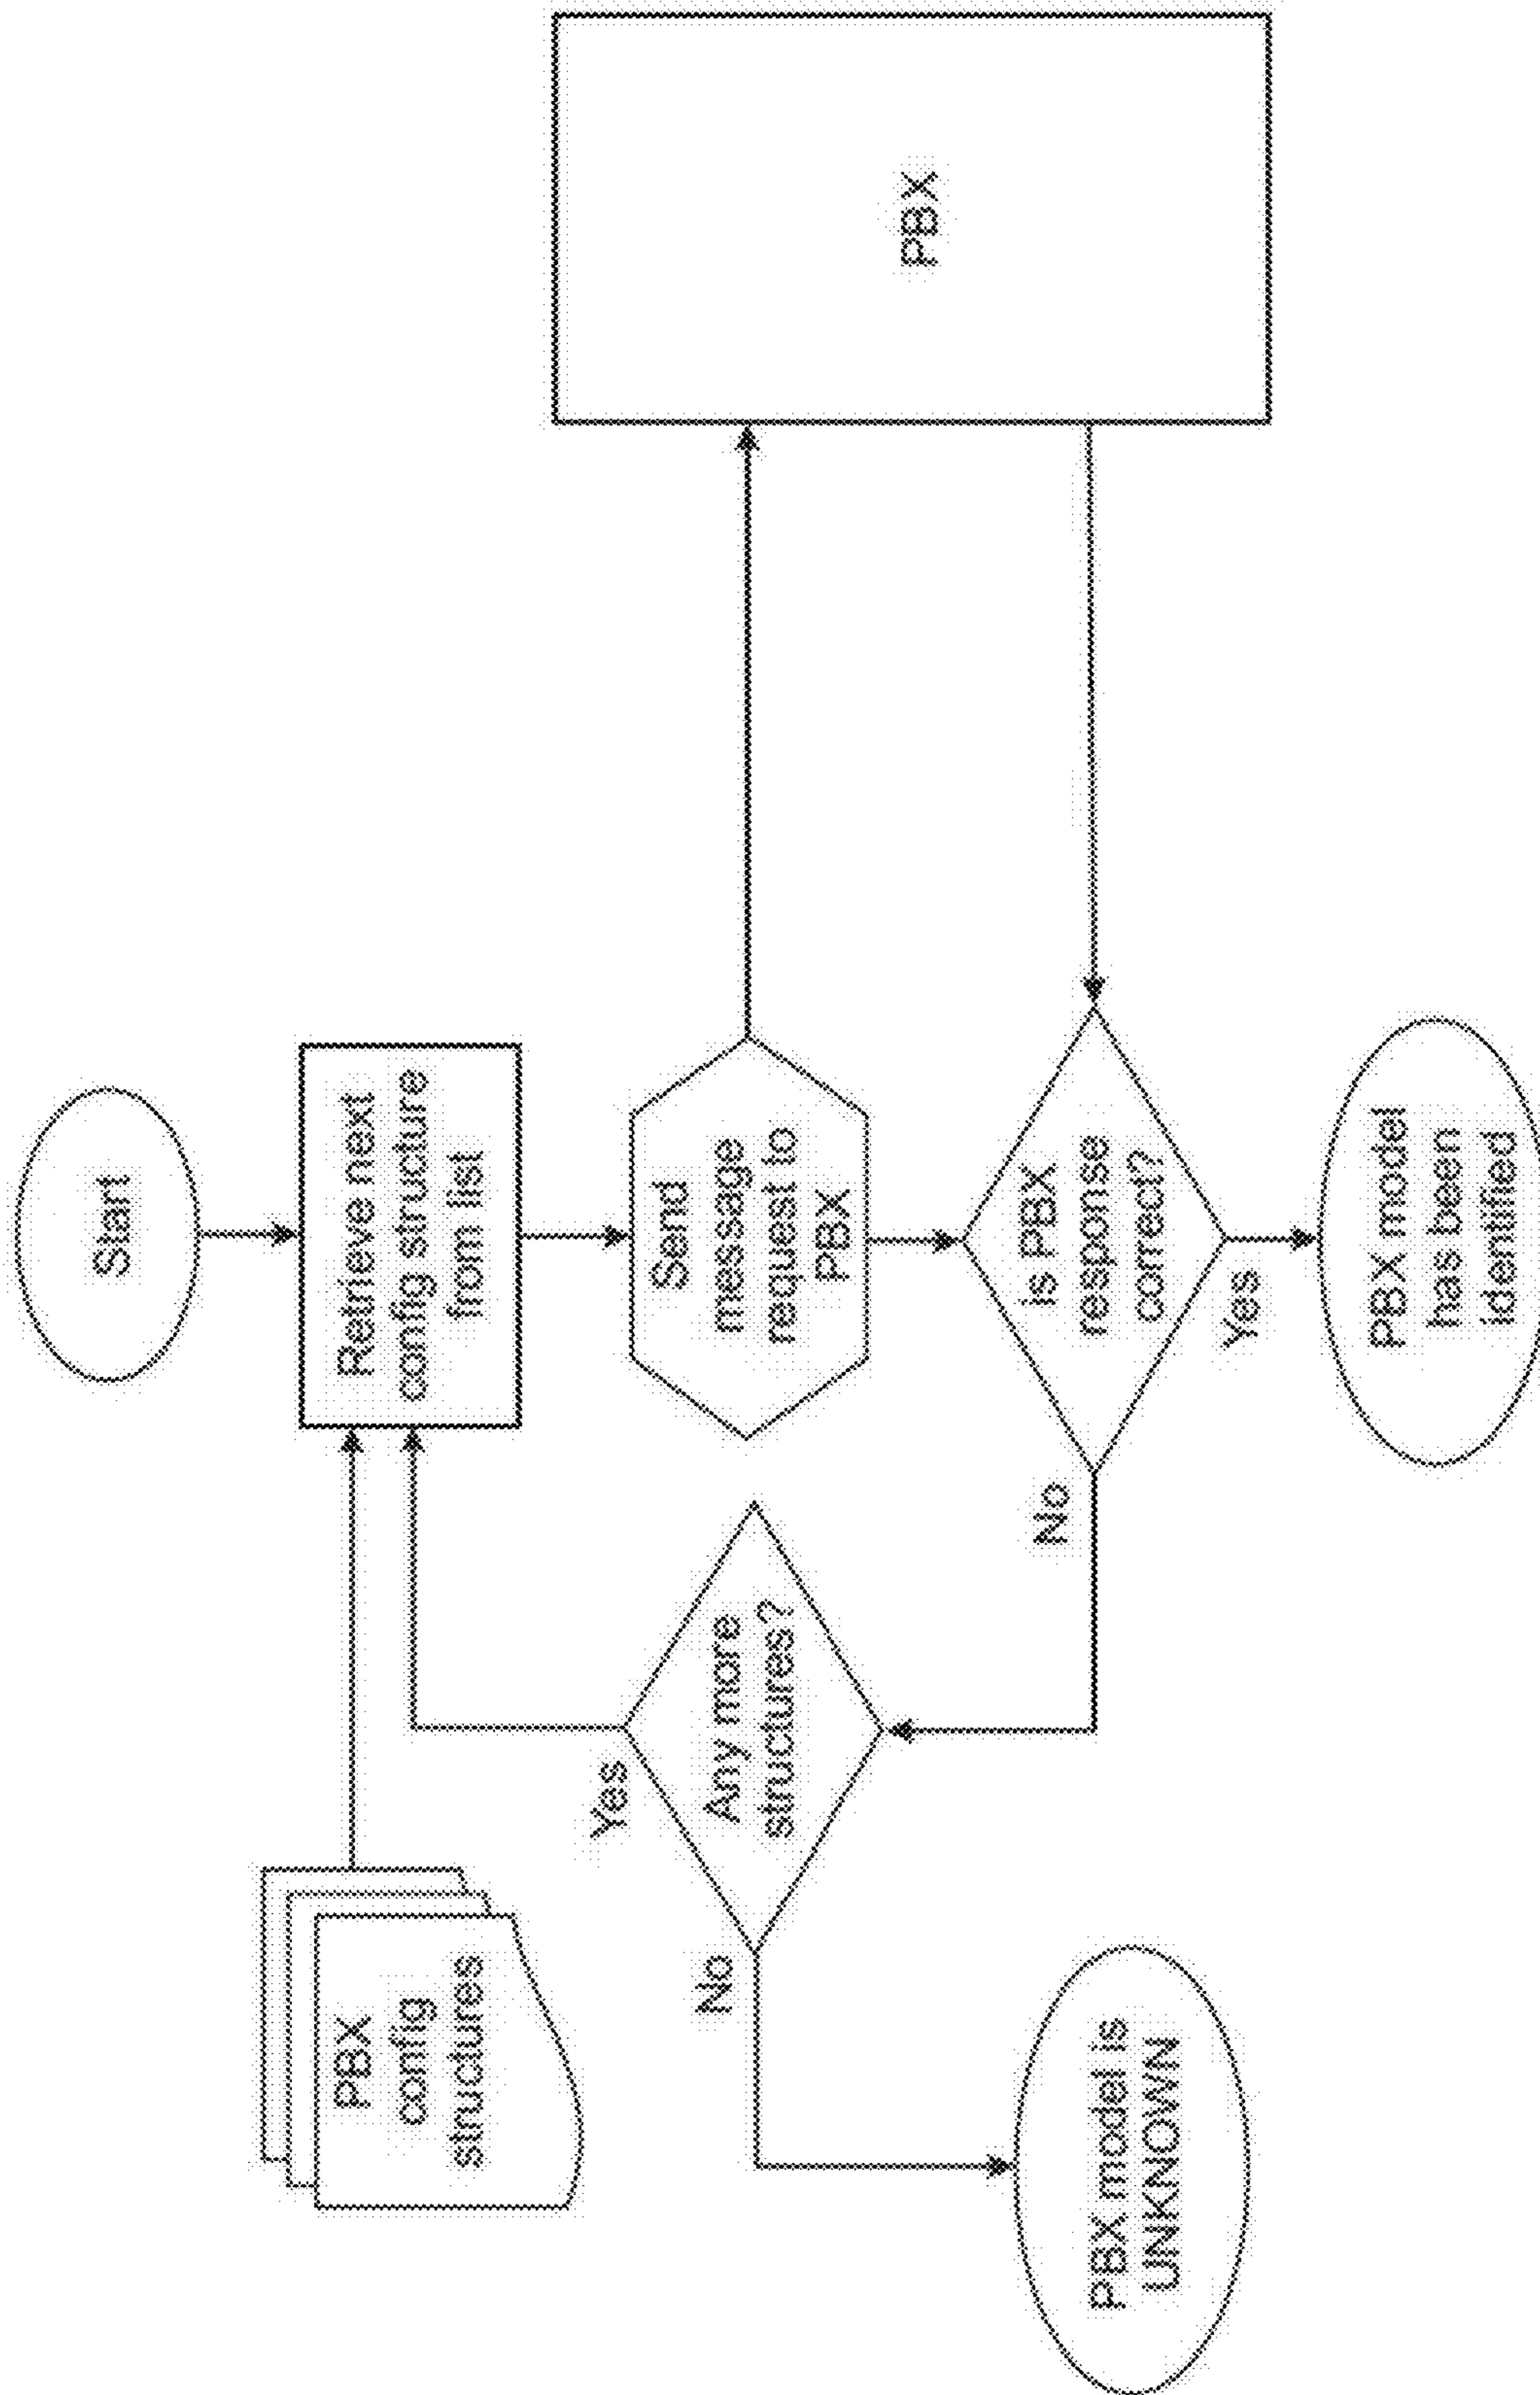 Start
PBX
config
structures
Retrieve next
config structure
from list
Yes
Any more
structures?
No
Send
message
request to
PBX
PBX
No
is PBX
response
correct?
Yes
PBX model is
UNKNOWN
PBX model
has been
identified